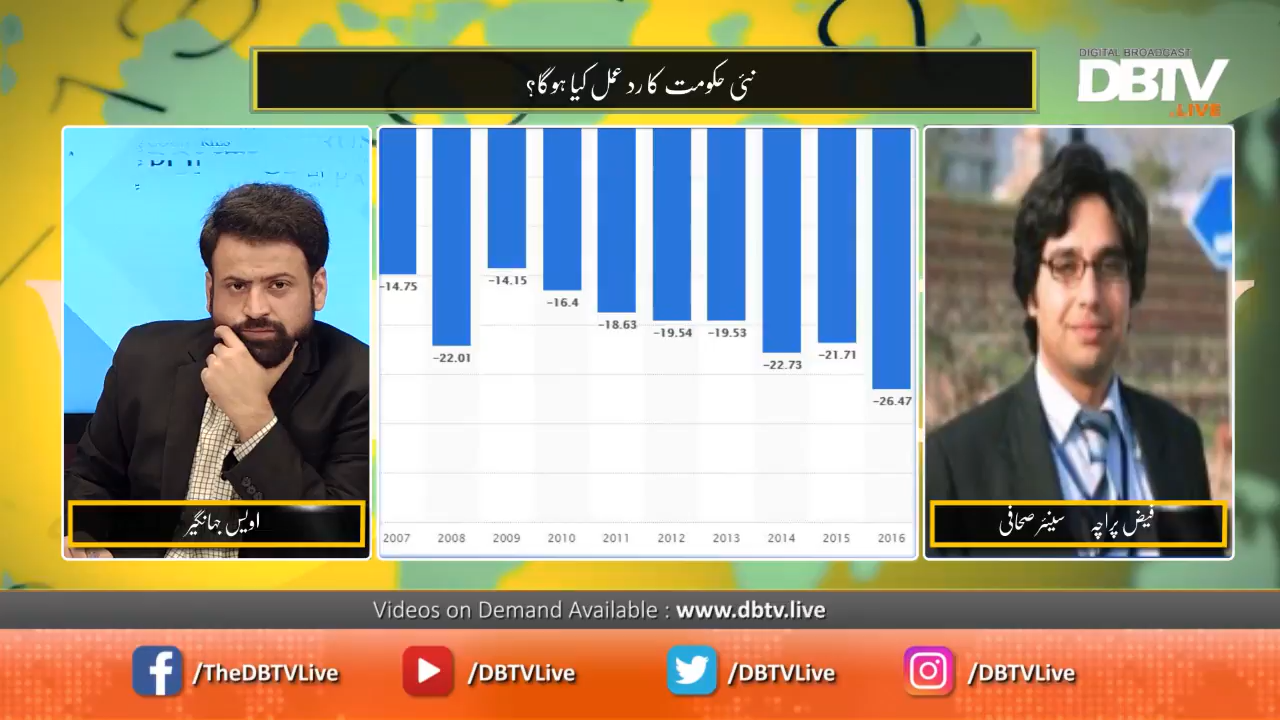 DIGITAL BROADCAST
DBTV
.LIVE
نئی حکومت کا رد عمل کیا ہوگا؟
-14.75
-22.01
-14.15
-16.4
-18.63
-19.54
-19.53
-22.73
-21.71
-26.47
2007 2008 2009 2010 2011 2012 2013 2014 2015 2016
اویس جہانگیر
فیض پراچہ سینئر صحافی
Videos on Demand Available : www.dbtv.live
/TheDBTVLive /DBTVLive /DBTVLive /DBTVLive